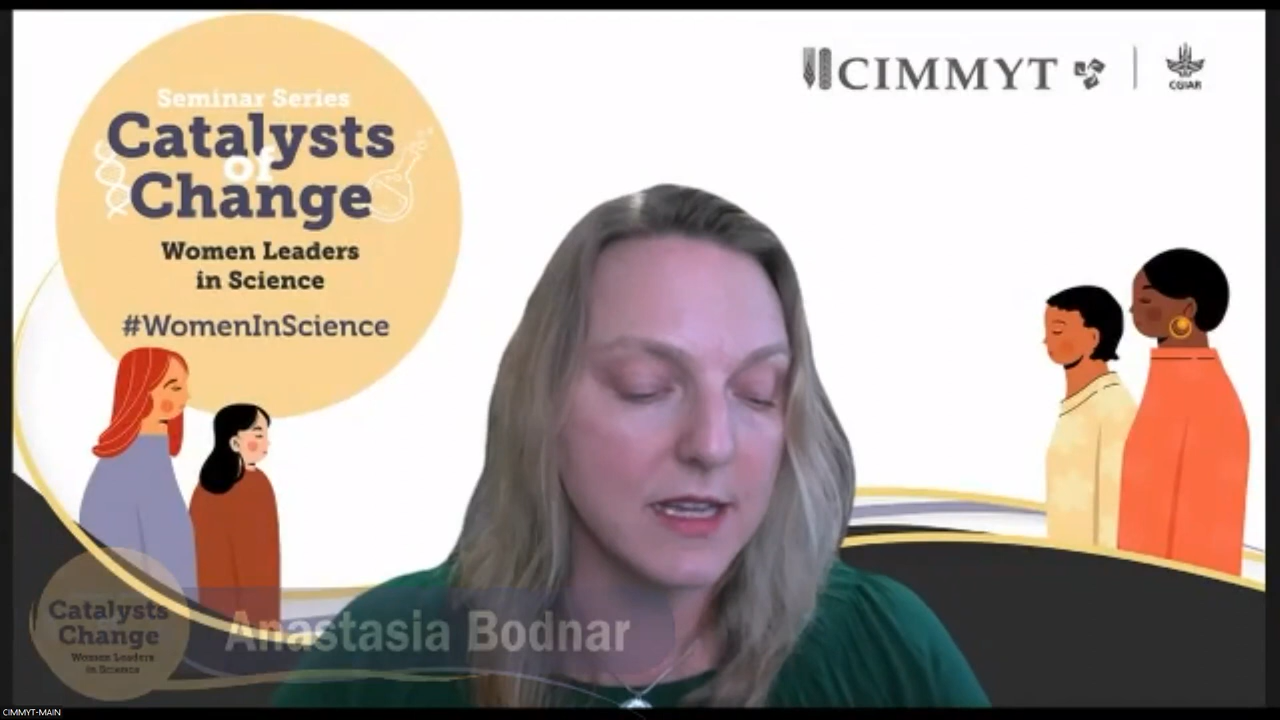 Seminar Series
Catalysts
of
Change
Women Leaders
in Science
#WomenInScience
CIMMYT
CGIAR
Catalysts
Change
Women Leaders
in Science
Anastasia Bodnar
CIMMYT-MAIN